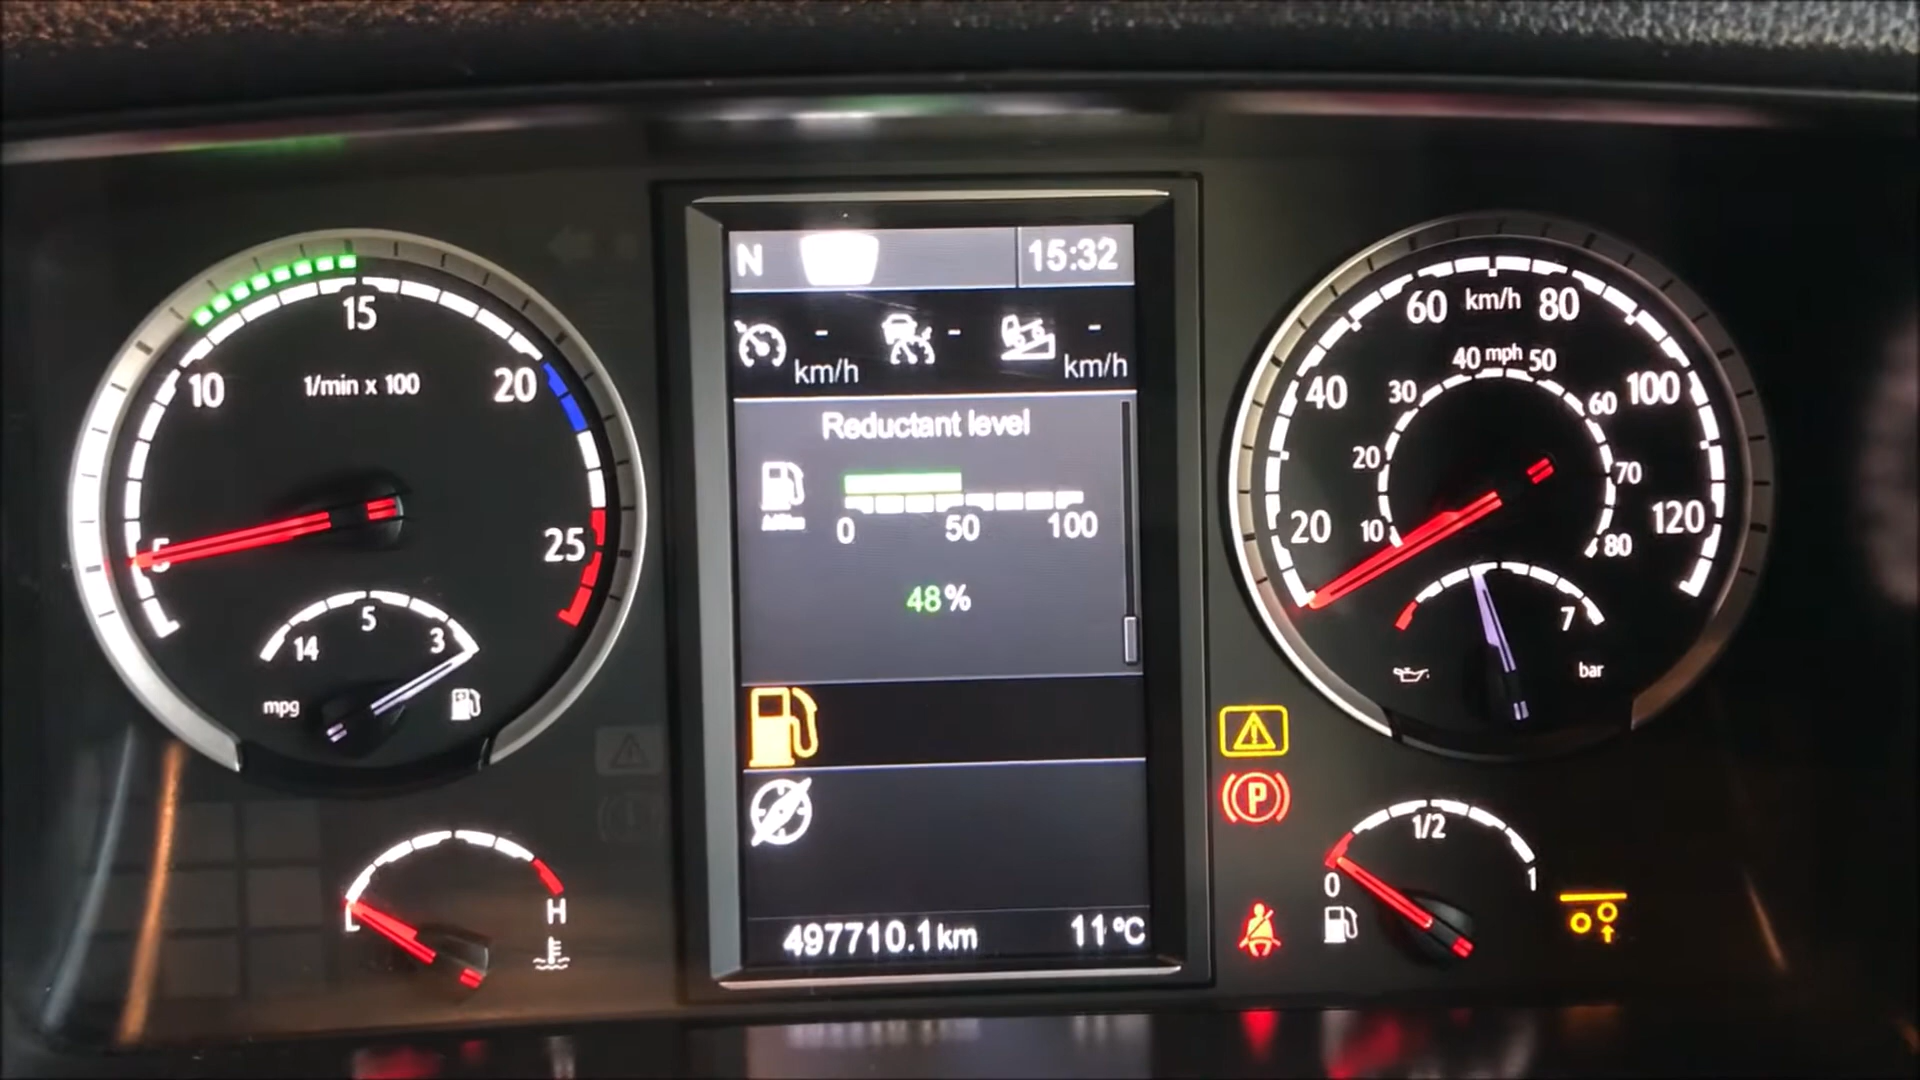 N
15:32
- km/h
-
- km/h
Reductant level
0 50 100
48%
497710.1km 11°C
5
10
15
20
25
1/min x 100
14 5 3
mpg
L H
20
40
60
km/h
80
100
120
10
20
30
40
mph
50
60
70
80
7
bar
P
0 1/2 1